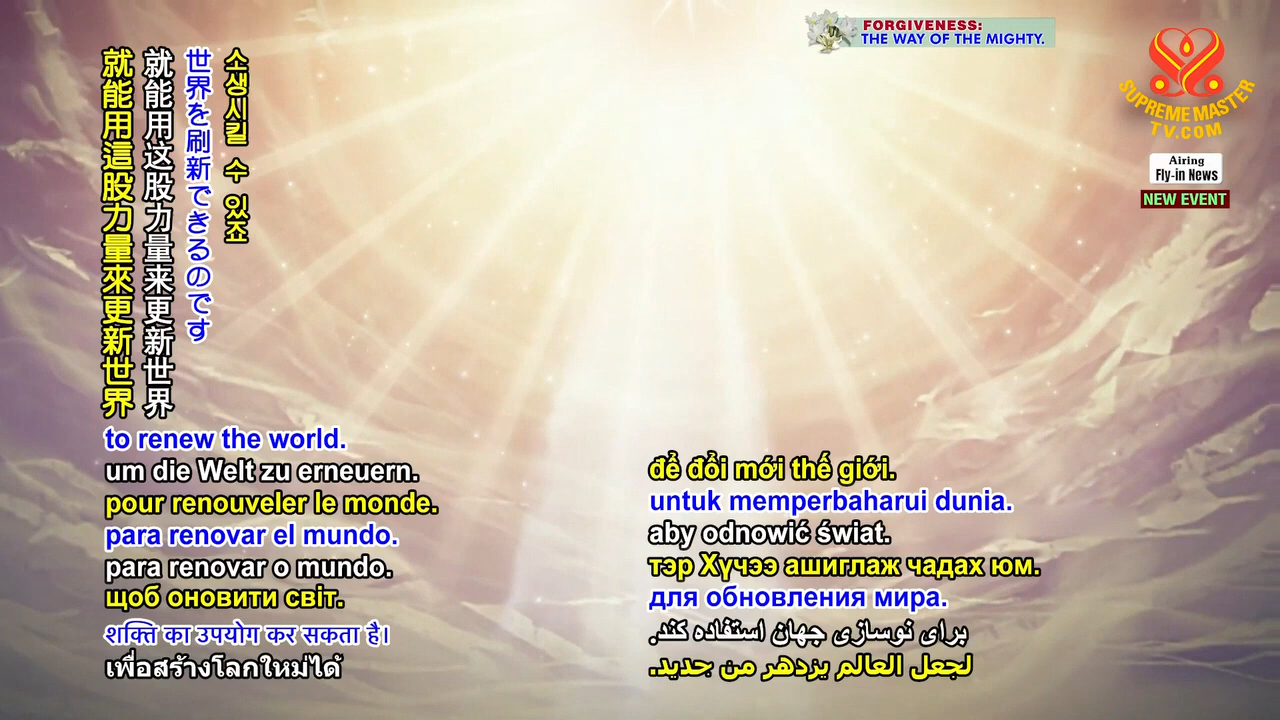 FORGIVENESS:
THE WAY OF THE MIGHTY.
SUPREME MASTER
TV.COM
Airing
Fly-in News
NEW EVENT
소생시킬 수 있죠
世界を刷新できるのです
就能用这股力量来更新世界
就能用這股力量來更新世界
to renew the world.
um die Welt zu erneuern.
pour renouveler le monde.
para renovar el mundo.
para renovar o mundo.
щоб оновити світ.
शक्ति का उपयोग कर सकता है।
เพื่อสร้างโลกใหม่ได้
để đổi mới thế giới.
untuk memperbaharui dunia.
aby odnowić świat.
тэр Хүчээ ашиглаж чадах юм.
для обновления мира.
برای نوسازی جهان استفاده کند.
لجعل العالم يزدهر من جديد.